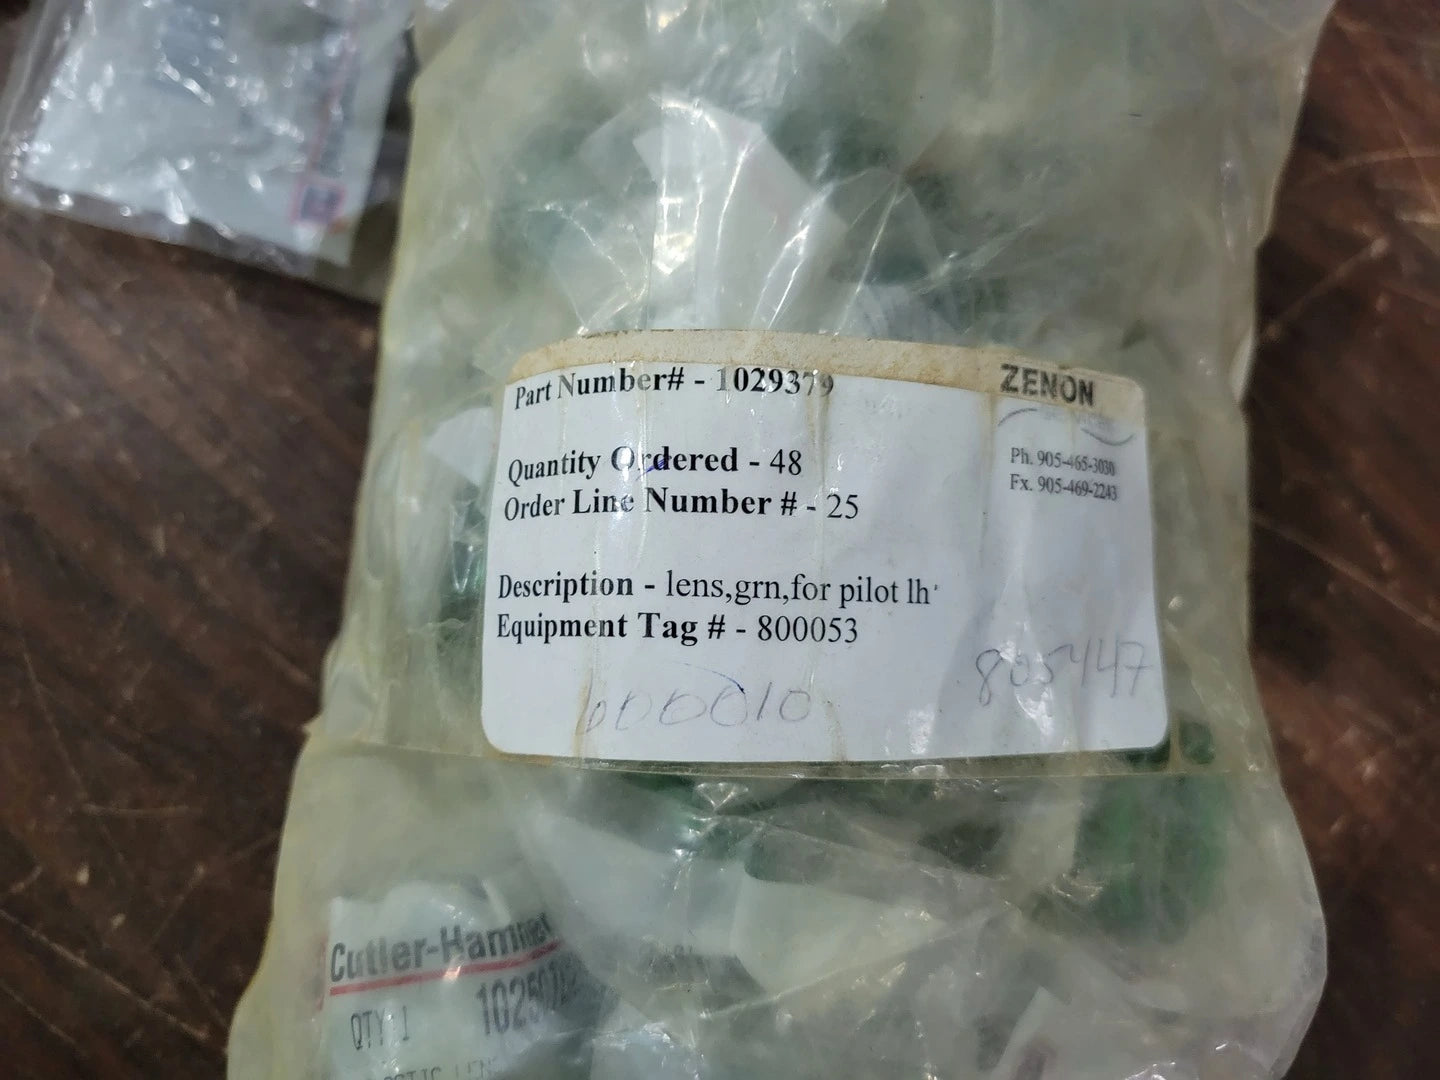 Part Number# - 1029379
ZENON
Quantity Ordered - 48
Ph. 905-465-3030
Order Line Number # - 25
Fx. 905-469-2243
Description - lens,grn,for pilot lh
Equipment Tag # - 800053
805447
000010
Cutler-Hammer
QTY 1